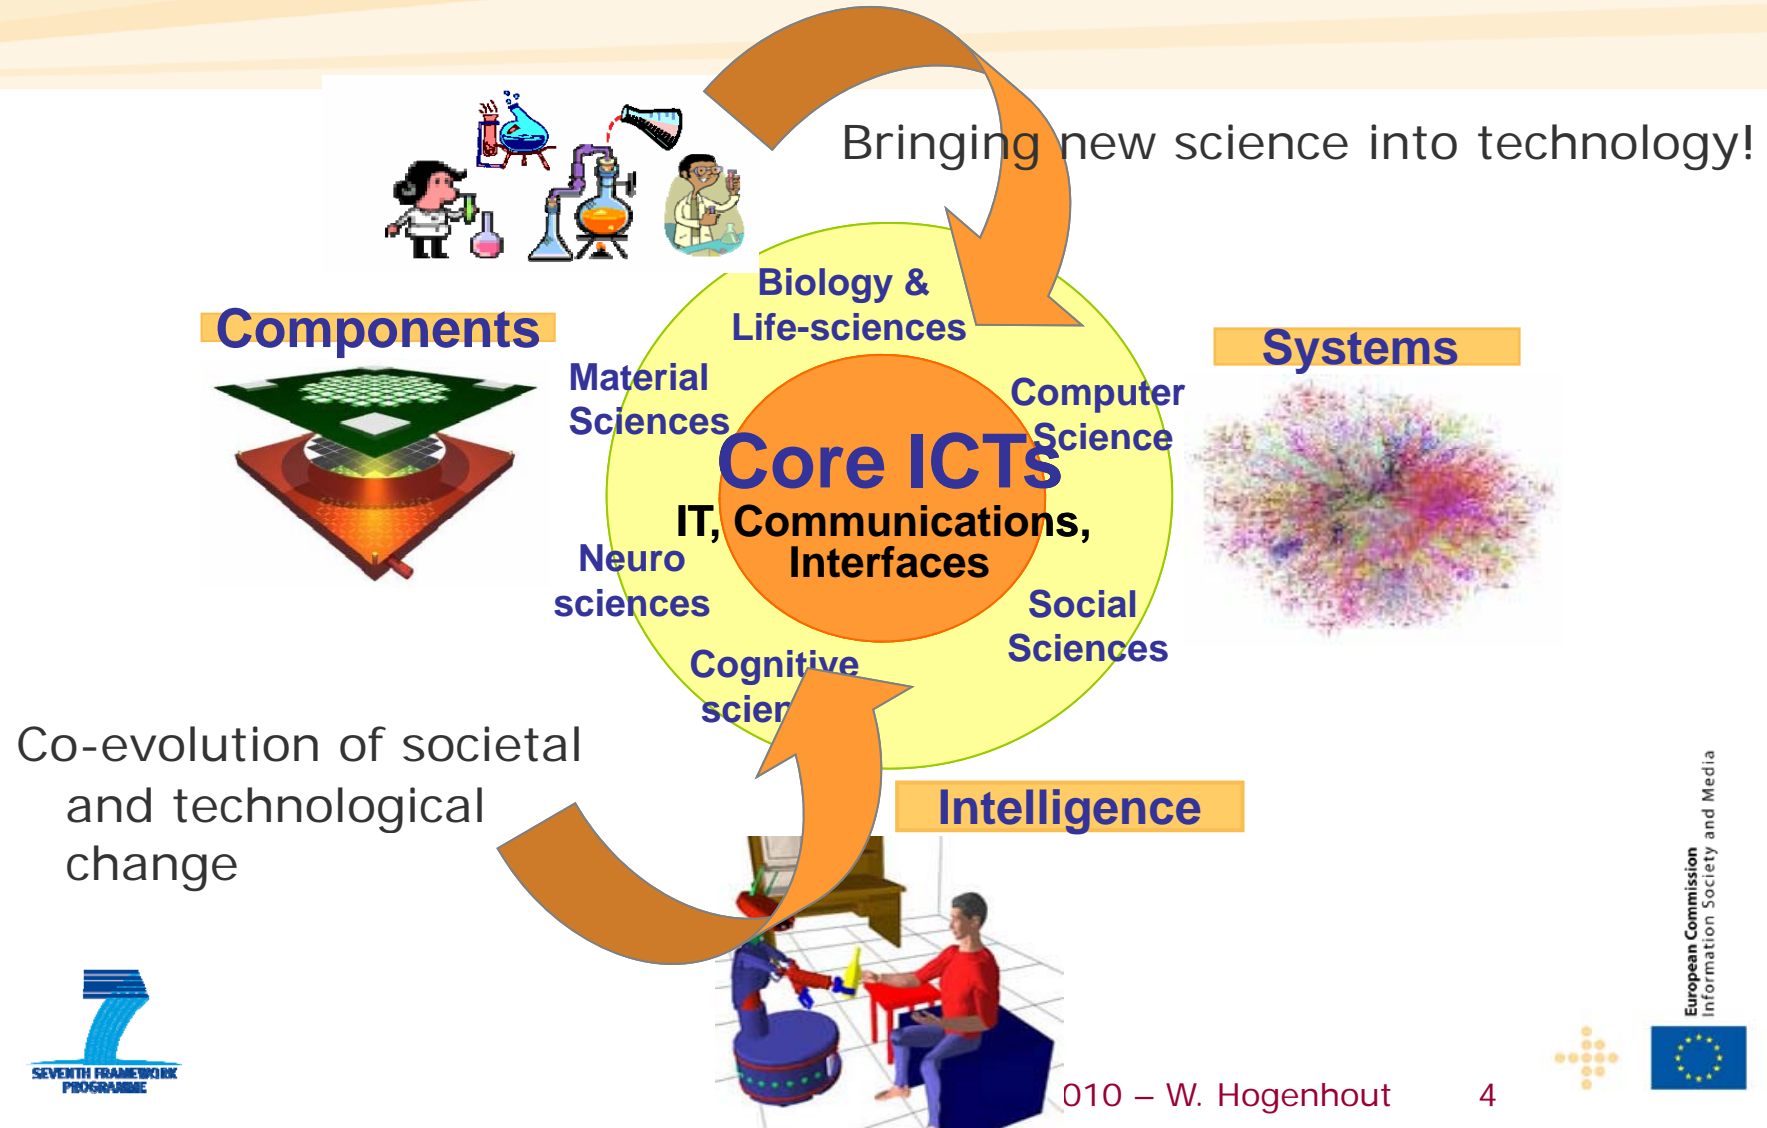 Bringing new science into technology!
Biology &
Life-sciences
Components
Systems
Material
Sciences
Computer
Science
Core ICTs
IT, Communications,
Interfaces
Neuro
sciences
Social
Sciences
Cognitive
scien
Co-evolution of societal
and technological
change
Intelligence
European Commission
Information Society and Media
SEVENTH FRAMEWORK
PROGRAMME
010 – W. Hogenhout 4